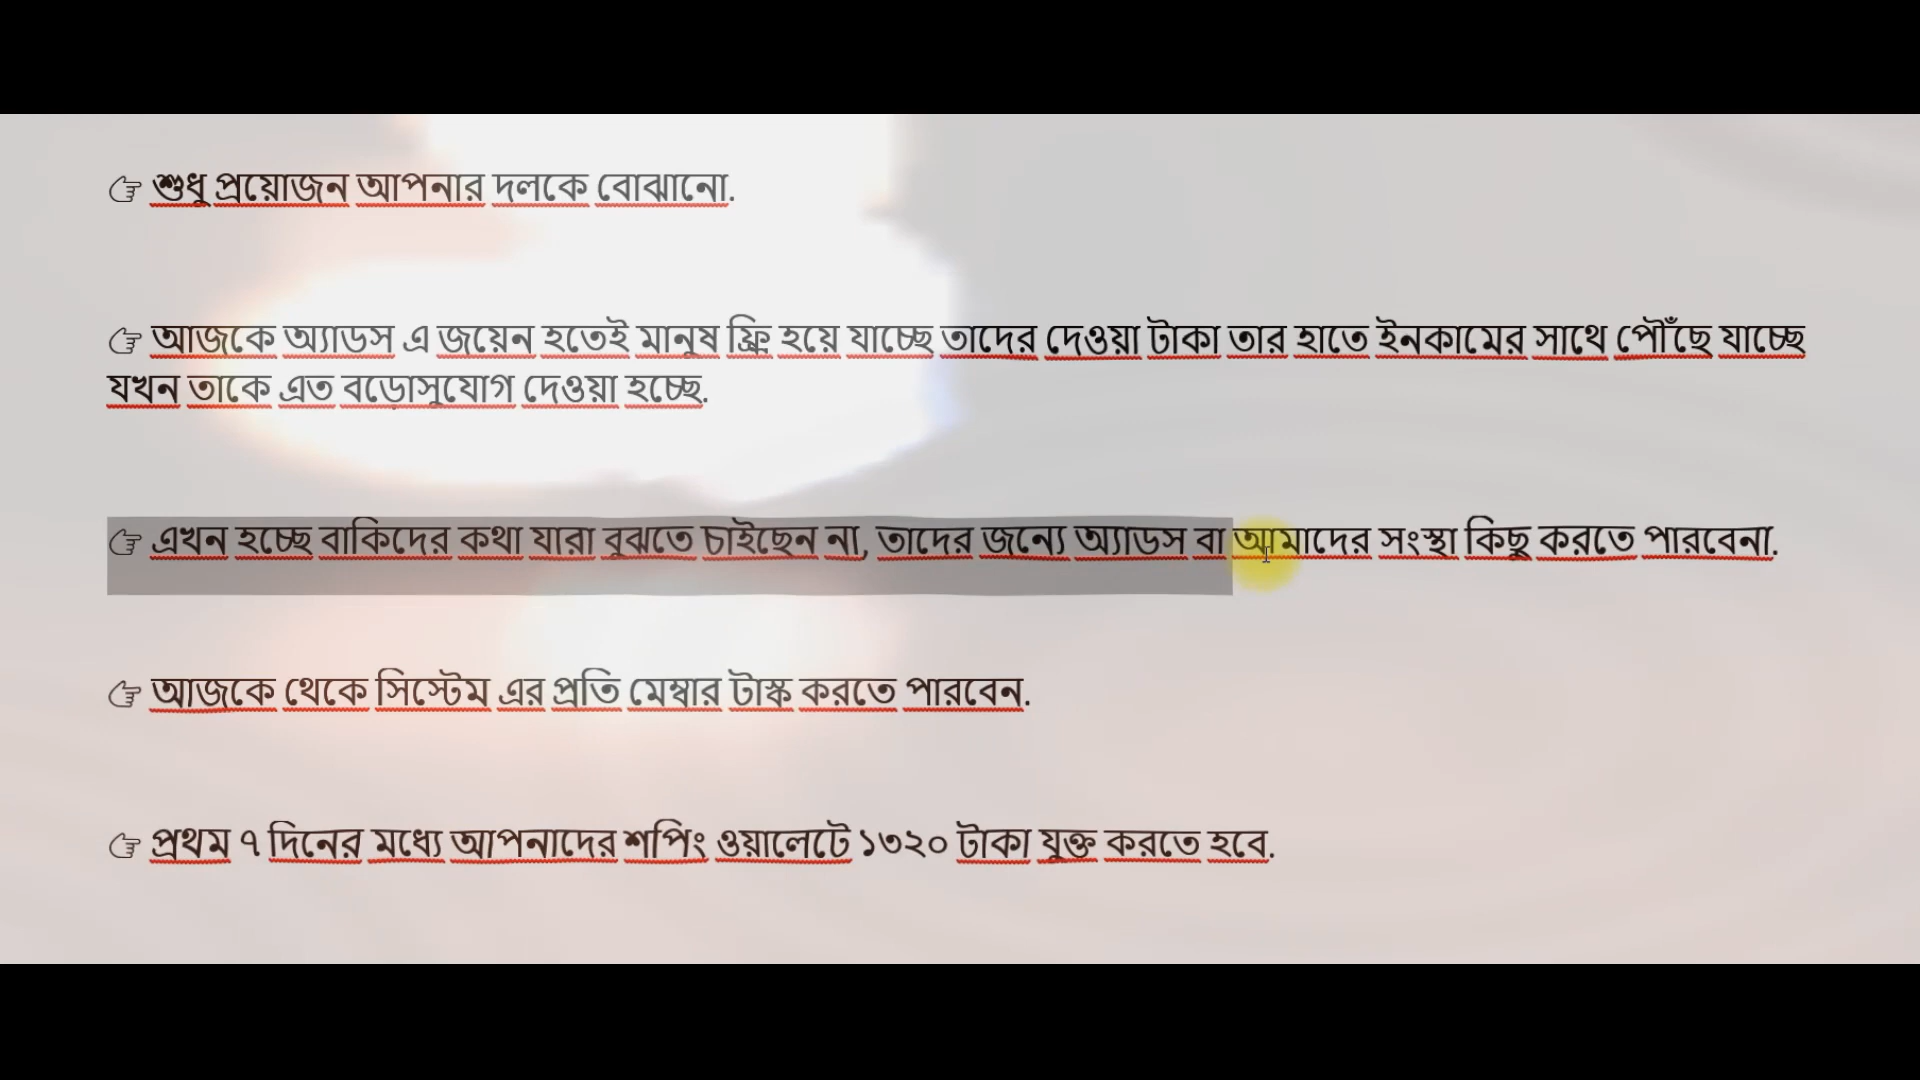 👉 শুধু প্রয়োজন আপনার দলকে বোঝানো.
👉 আজকে অ্যাডস এ জয়েন হতেই মানুষ ফ্রি হয়ে যাচ্ছে তাদের দেওয়া টাকা তার হাতে ইনকামের সাথে পৌঁছে যাচ্ছে
যখন তাকে এত বড়োসুযোগ দেওয়া হচ্ছে.
👉 এখন হচ্ছে বাকিদের কথা যারা বুঝতে চাইছেন না, তাদের জন্যে অ্যাডস বা আমাদের সংস্থা কিছু করতে পারবেনা.
👉 আজকে থেকে সিস্টেম এর প্রতি মেম্বার টাস্ক করতে পারবেন.
👉 প্রথম ৭ দিনের মধ্যে আপনাদের শপিং ওয়ালেটে ১৩২০ টাকা যুক্ত করতে হবে.